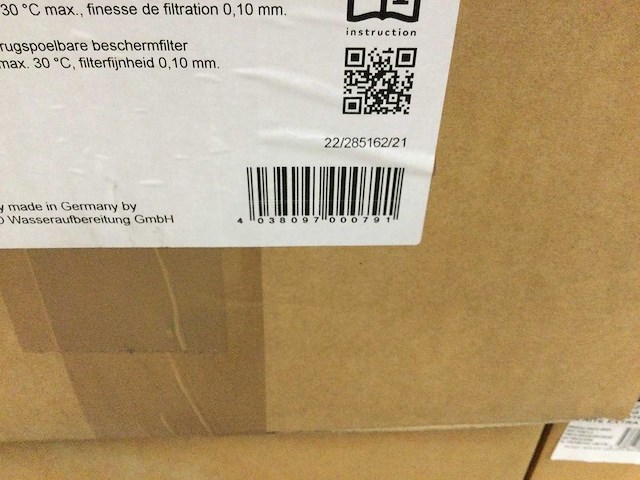 30 °C max., finesse de filtration 0,10 mm.
instruction
rugspoelbare beschermfilter
max. 30 °C, filterfijnheid 0,10 mm.
22/285162/21
y made in Germany by
O Wasseraufbereitung GmbH
4 038097 000791